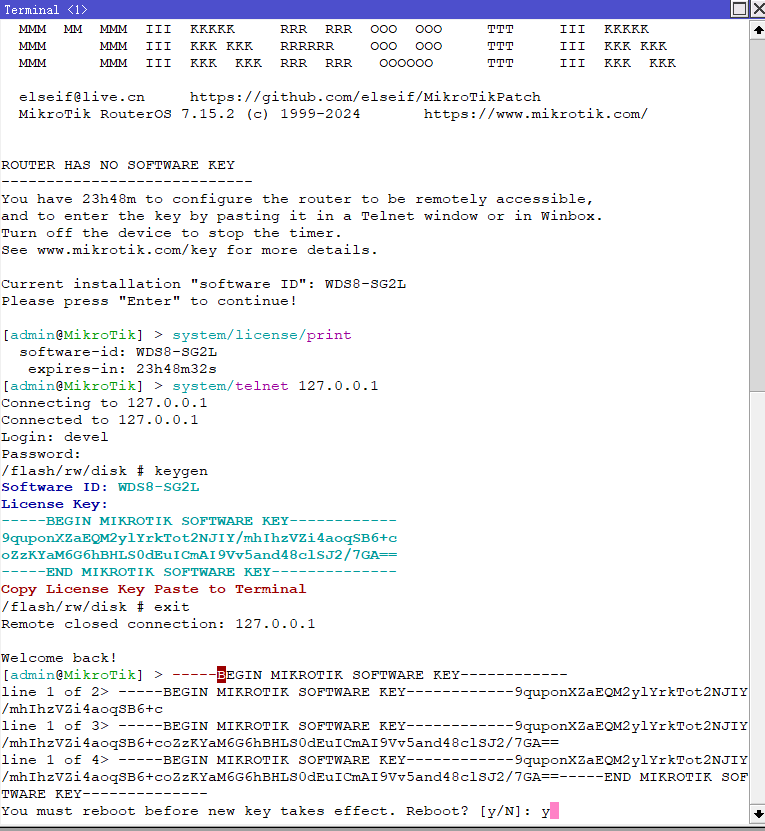 Terminal <1>
MMM  MM  MMM  III  KKKKK     RRR  RRR  OOO  OOO     TTT     III  KKKKK
MMM      MMM  III  KKK KKK   RRRRRR    OOO  OOO     TTT     III  KKK KKK
MMM      MMM  III  KKK  KKK  RRR  RRR   OOOOOO      TTT     III  KKK  KKK
elseif@live.cn     https://github.com/elseif/MikroTikPatch
MikroTik RouterOS 7.15.2 (c) 1999-2024       https://www.mikrotik.com/
ROUTER HAS NO SOFTWARE KEY
----------------------------
You have 23h48m to configure the router to be remotely accessible,
and to enter the key by pasting it in a Telnet window or in Winbox.
Turn off the device to stop the timer.
See www.mikrotik.com/key for more details.
Current installation "software ID": WDS8-SG2L
Please press "Enter" to continue!
[admin@MikroTik] > system/license/print
software-id: WDS8-SG2L
expires-in: 23h48m32s
[admin@MikroTik] > system/telnet 127.0.0.1
Connecting to 127.0.0.1
Connected to 127.0.0.1
Login: devel
Password:
/flash/rw/disk # keygen
Software ID: WDS8-SG2L
License Key:
-----BEGIN MIKROTIK SOFTWARE KEY------------
9quponXZaEQM2ylYrkTot2NJIY/mhIhzVZi4aoqSB6+c
oZzKYaM6G6hBHLS0dEuICmAI9Vv5and48clSJ2/7GA==
-----END MIKROTIK SOFTWARE KEY--------------
Copy License Key Paste to Terminal
/flash/rw/disk # exit
Remote closed connection: 127.0.0.1
Welcome back!
[admin@MikroTik] > -----BEGIN MIKROTIK SOFTWARE KEY------------
line 1 of 2> -----BEGIN MIKROTIK SOFTWARE KEY------------9quponXZaEQM2ylYrkTot2NJIY
/mhIhzVZi4aoqSB6+c
line 1 of 3> -----BEGIN MIKROTIK SOFTWARE KEY------------9quponXZaEQM2ylYrkTot2NJIY
/mhIhzVZi4aoqSB6+coZzKYaM6G6hBHLS0dEuICmAI9Vv5and48clSJ2/7GA==
line 1 of 4> -----BEGIN MIKROTIK SOFTWARE KEY------------9quponXZaEQM2ylYrkTot2NJIY
/mhIhzVZi4aoqSB6+coZzKYaM6G6hBHLS0dEuICmAI9Vv5and48clSJ2/7GA==-----END MIKROTIK SOF
TWARE KEY--------------
You must reboot before new key takes effect. Reboot? [y/N]: y